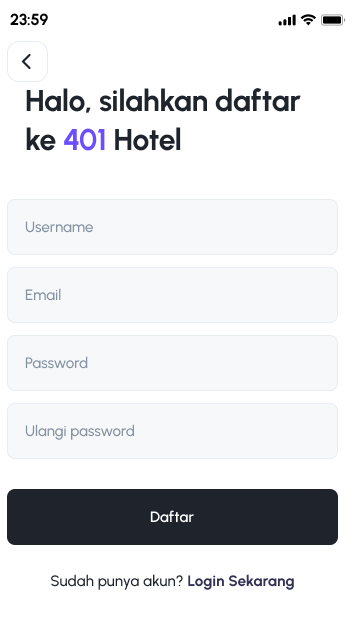 23:59
Halo, silahkan daftar
ke 401 Hotel
Username
Email
Password
Ulangi password
Daftar
Sudah punya akun? Login Sekarang